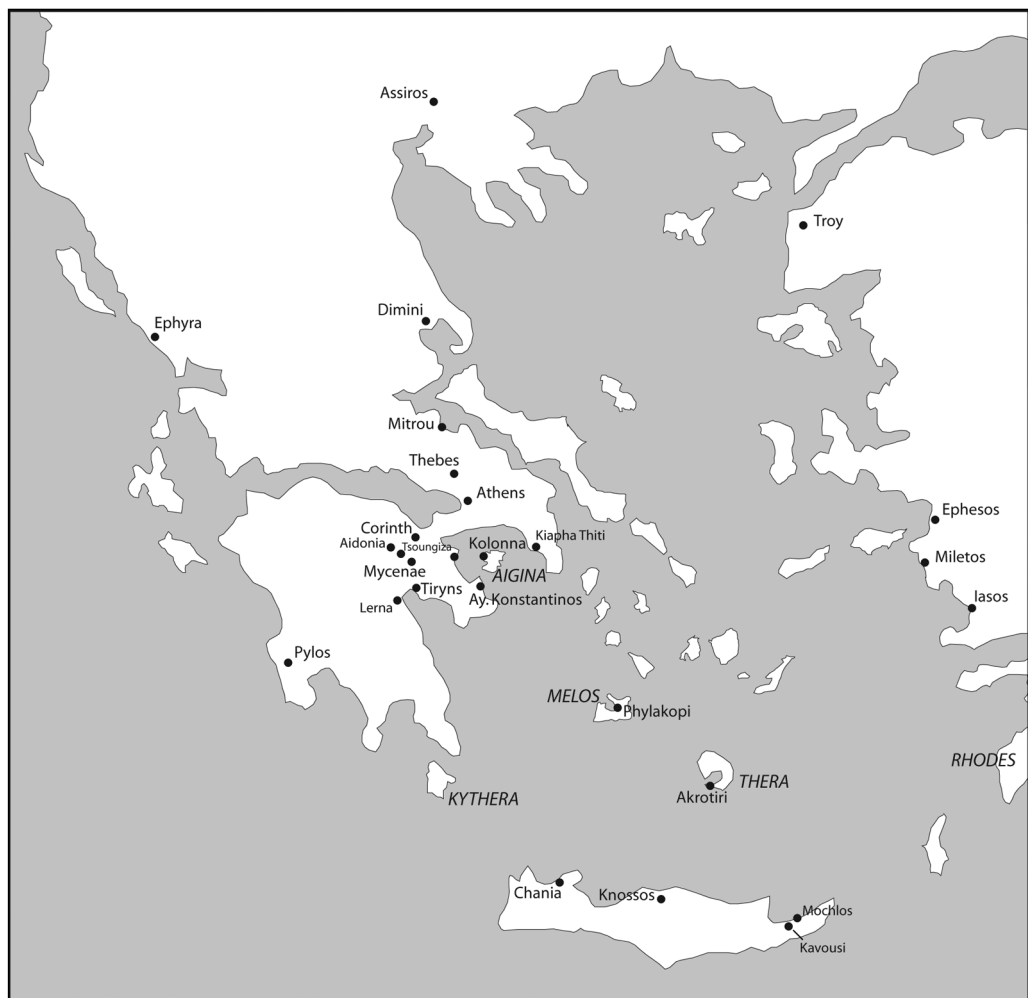 Assiros
Troy
Dimini
Ephyra
Mitrou
Thebes
Athens
Ephesos
Corinth
Kiapha Thiti
Aidonia
Tsoungiza
Kolonna
Miletos
Mycenae
AIGINA
Tiryns
Iasos
Ay. Konstantinos
Lerna
Pylos
MELOS
Phylakopi
RHODES
THERA
KYTHERA
Akrotiri
Chania
Knossos
Mochlos
Kavousi